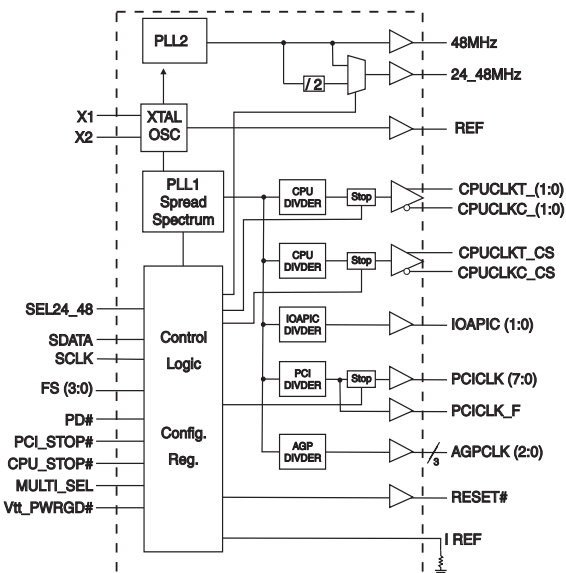 PLL2
48MHz
/ 2
24_48MHz
X1
X2
XTAL
OSC
REF
PLL1
Spread
Spectrum
CPU
DIVDER
Stop
CPUCLKT_(1:0)
CPUCLKC_(1:0)
CPU
DIVDER
Stop
CPUCLKT_CS
CPUCLKC_CS
SEL24_48
SDATA
SCLK
FS (3:0)
PD#
PCI_STOP#
CPU_STOP#
MULTI_SEL
Vtt_PWRGD#
Control
Logic
Config.
Reg.
IOAPIC
DIVDER
IOAPIC (1:0)
PCI
DIVDER
Stop
PCICLK (7:0)
PCICLK_F
AGP
DIVDER
3
AGPCLK (2:0)
RESET#
I REF